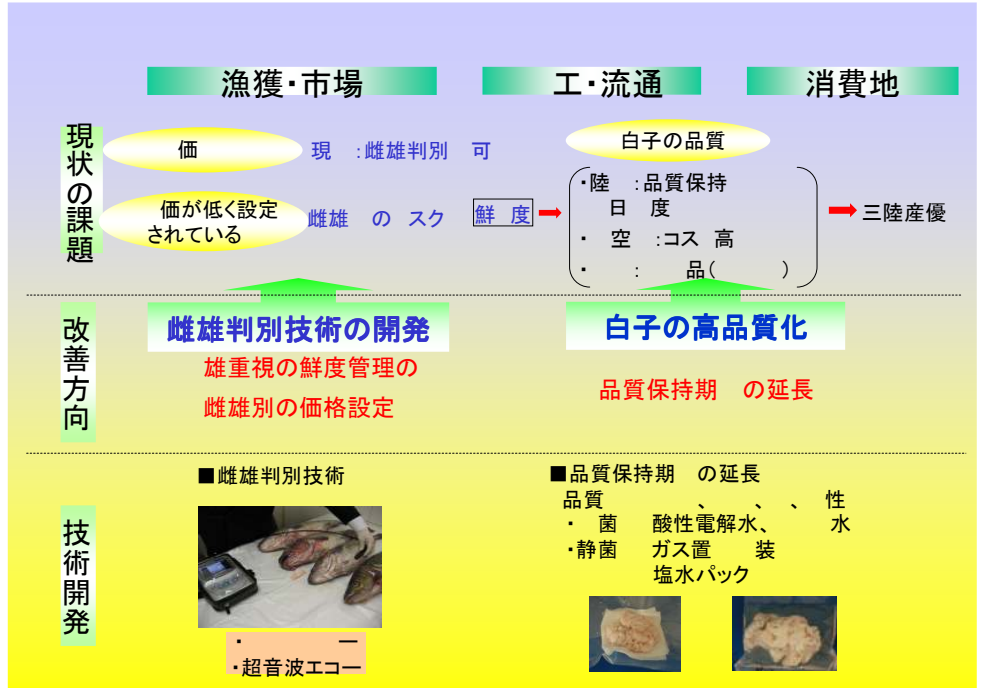 漁獲・市場
工・流通
消費地
現状の課題
価
現 :雌雄判別 可
白子の品質
価が低く設定
されている
雌雄 の スク
鮮 度
・陸 :品質保持
日 度
・ 空 :コス 高
・ : 品( )
三陸産優
改善方向
雌雄判別技術の開発
白子の高品質化
雄重視の鮮度管理の
雌雄別の価格設定
品質保持期 の延長
技術開発
■雌雄判別技術
■品質保持期 の延長
品質 、 、 、 性
・ 菌 酸性電解水、 水
・静菌 ガス置 装
塩水パック
・ ー
・超音波エコー